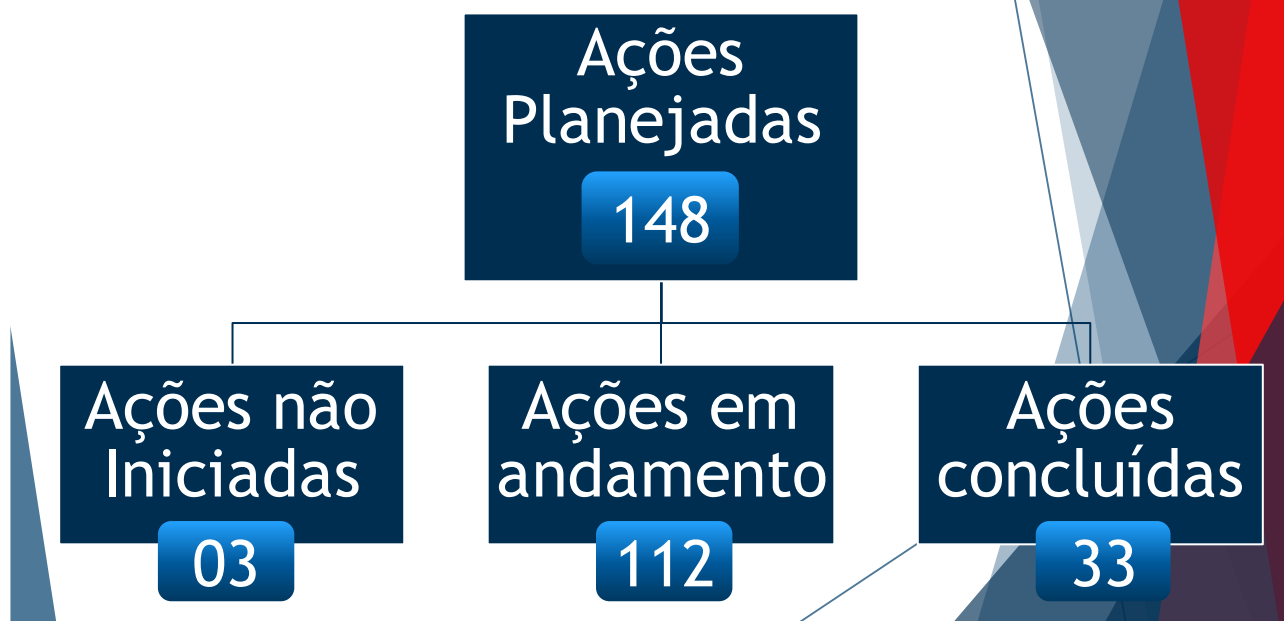 Ações
Planejadas
148
Ações não
Iniciadas
03
Ações em
andamento
112
Ações
concluídas
33